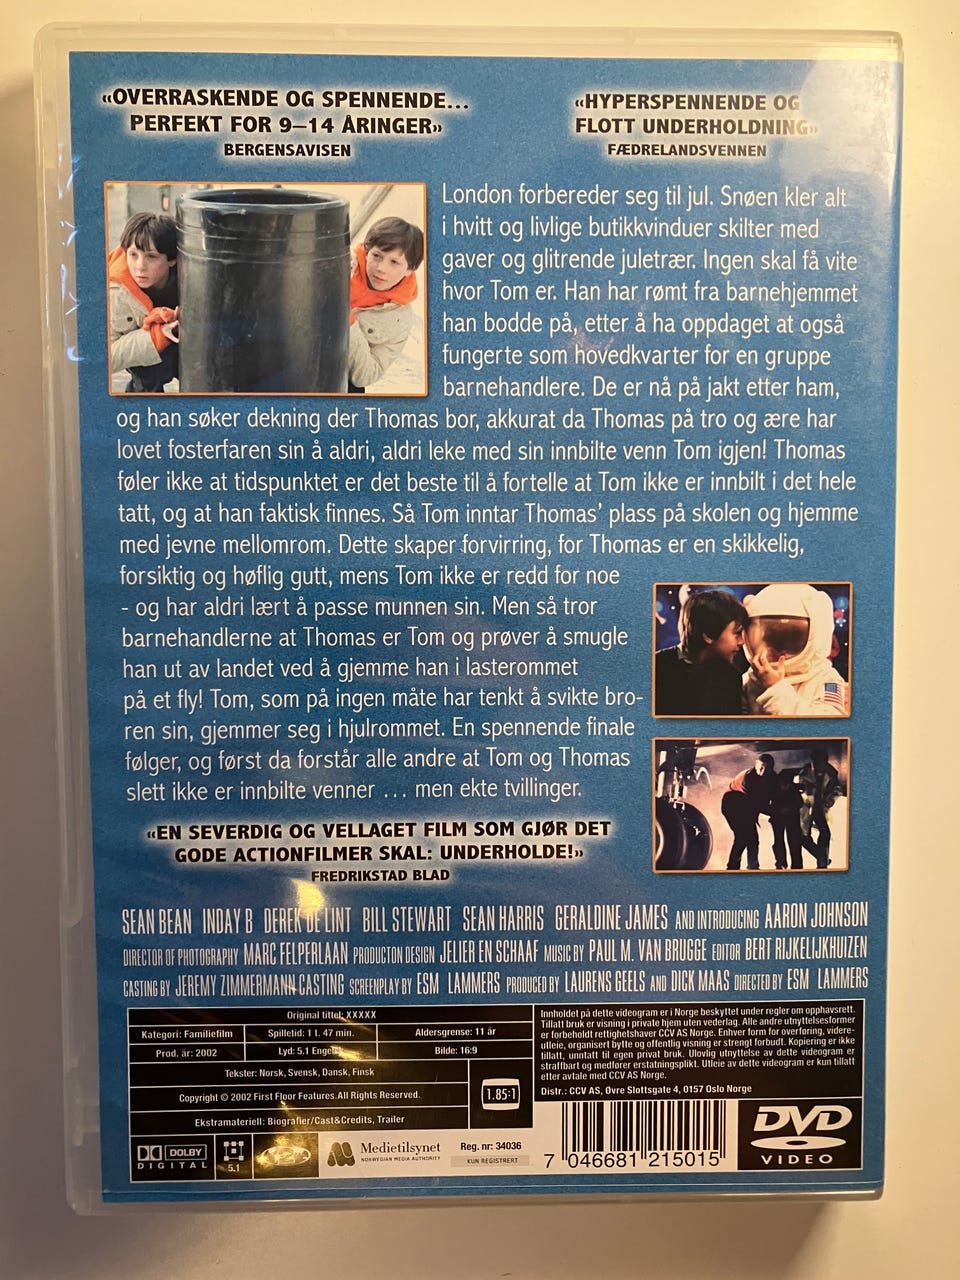 «OVERRASKENDE OG SPENNENDE...
PERFEKT FOR 9–14 ÅRINGER»
BERGENSAVISEN
«HYPERSPENNENDE OG
FLOTT UNDERHOLDNING»
FÆDRELANDSVENNEN
London forbereder seg til jul. Snøen kler alt
i hvitt og livlige butikkvinduer skilter med
gaver og glitrende juletrær. Ingen skal få vite
hvor Tom er. Han har rømt fra barnehjemmet
han bodde på, etter å ha oppdaget at også
fungerte som hovedkvarter for en gruppe
barnehandlere. De er nå på jakt etter ham,
og han søker dekning der Thomas bor, akkurat da Thomas på tro og ære har
lovet fosterfaren sin å aldri, aldri leke med sin innbilte venn Tom igjen! Thomas
føler ikke at tidspunktet er det beste til å fortelle at Tom ikke er innbilt i det hele
tatt, og at han faktisk finnes. Så Tom inntar Thomas’ plass på skolen og hjemme
med jevne mellomrom. Dette skaper forvirring, for Thomas er en skikkelig,
forsiktig og høflig gutt, mens Tom ikke er redd for noe
- og har aldri lært å passe munnen sin. Men så tror
barnehandlerne at Thomas er Tom og prøver å smugle
han ut av landet ved å gjemme han i lasterommet
på et fly! Tom, som på ingen måte har tenkt å svikte bro-
ren sin, gjemmer seg i hjulrommet. En spennende finale
følger, og først da forstår alle andre at Tom og Thomas
slett ikke er innbilte venner ... men ekte tvillinger.
«EN SEVERDIG OG VELLAGET FILM SOM GJØR DET
GODE ACTIONFILMER SKAL: UNDERHOLDE!»
FREDRIKSTAD BLAD
SEAN BEAN INDAY B DEREK DE LINT BILL STEWART SEAN HARRIS GERALDINE JAMES AND INTRODUCING AARON JOHNSON
DIRECTOR OF PHOTOGRAPHY MARC FELPERLAAN PRODUCTON DESIGN JELIER EN SCHAAF MUSIC BY PAUL M. VAN BRUGGE EDITOR BERT RIJKELIJKHUIZEN
CASTING BY JEREMY ZIMMERMANN CASTING SCREENPLAY BY ESM LAMMERS PRODUCED BY LAURENS GEELS AND DICK MAAS DIRECTED BY ESM LAMMERS
Original tittel: XXXXX
Kategori: Familiefilm
Spilletid: 1 t. 47 min.
Aldersgrense: 11 år
Prod. år: 2002
Lyd: 5.1 Engelsk
Bilde: 16:9
Tekster: Norsk, Svensk, Dansk, Finsk
Copyright © 2002 First Floor Features. All Rights Reserved.
Ekstramateriell: Biografier/Cast&Credits, Trailer
1.85:1
Innholdet på dette videogram er i Norge beskyttet under regler om opphavsrett.
Tillatt bruk er visning i private hjem uten vederlag. Alle andre utnyttelsesformer
er forbeholdt rettighetshaver CCV AS. Enhver form for overføring, videre-
utleie, organisert bytte og offentlig visning er strengt forbudt. Kopiering er ikke
tillatt, unntatt til egen privat bruk. Ulovlig utnyttelse av dette videogram er
straffbart og medfører erstatningsplikt. Utleie av dette videogram er kun tillatt
etter avtale med CCV AS, Norge.
Distr.: CCV AS, Øvre Slottsgate 4, 0157 Oslo Norge
DOLBY
DIGITAL
5.1
2
Medietilsynet
NORWEGIAN MEDIA AUTHORITY
Reg. nr: 34036
KUN REGISTRERT
7 046681 215015
DVD
VIDEO